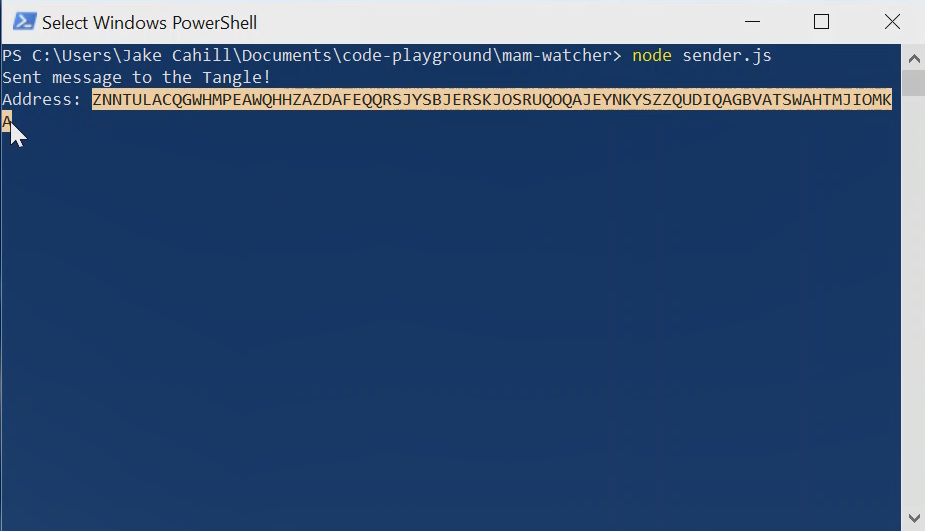 Select Windows PowerShell
PS C:\Users\Jake Cahill\Documents\code-playground\mam-watcher> node sender.js
Sent message to the Tangle!
Address: ZNNTULACQGWHMPEAWQHHZAZDAFEQQRSJYSBJERSKJOSRUQOQAJEYNKYSZZQUDIQAGBVATSWAHTMJIOMK
A